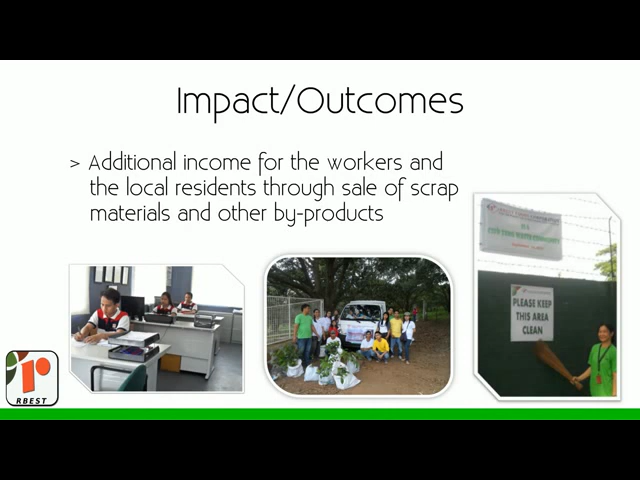 Impact/Outcomes
> Additional income for the workers and
the local residents through sale of scrap
materials and other by-products
PLEASE KEEP
THIS AREA
CLEAN
RBEST